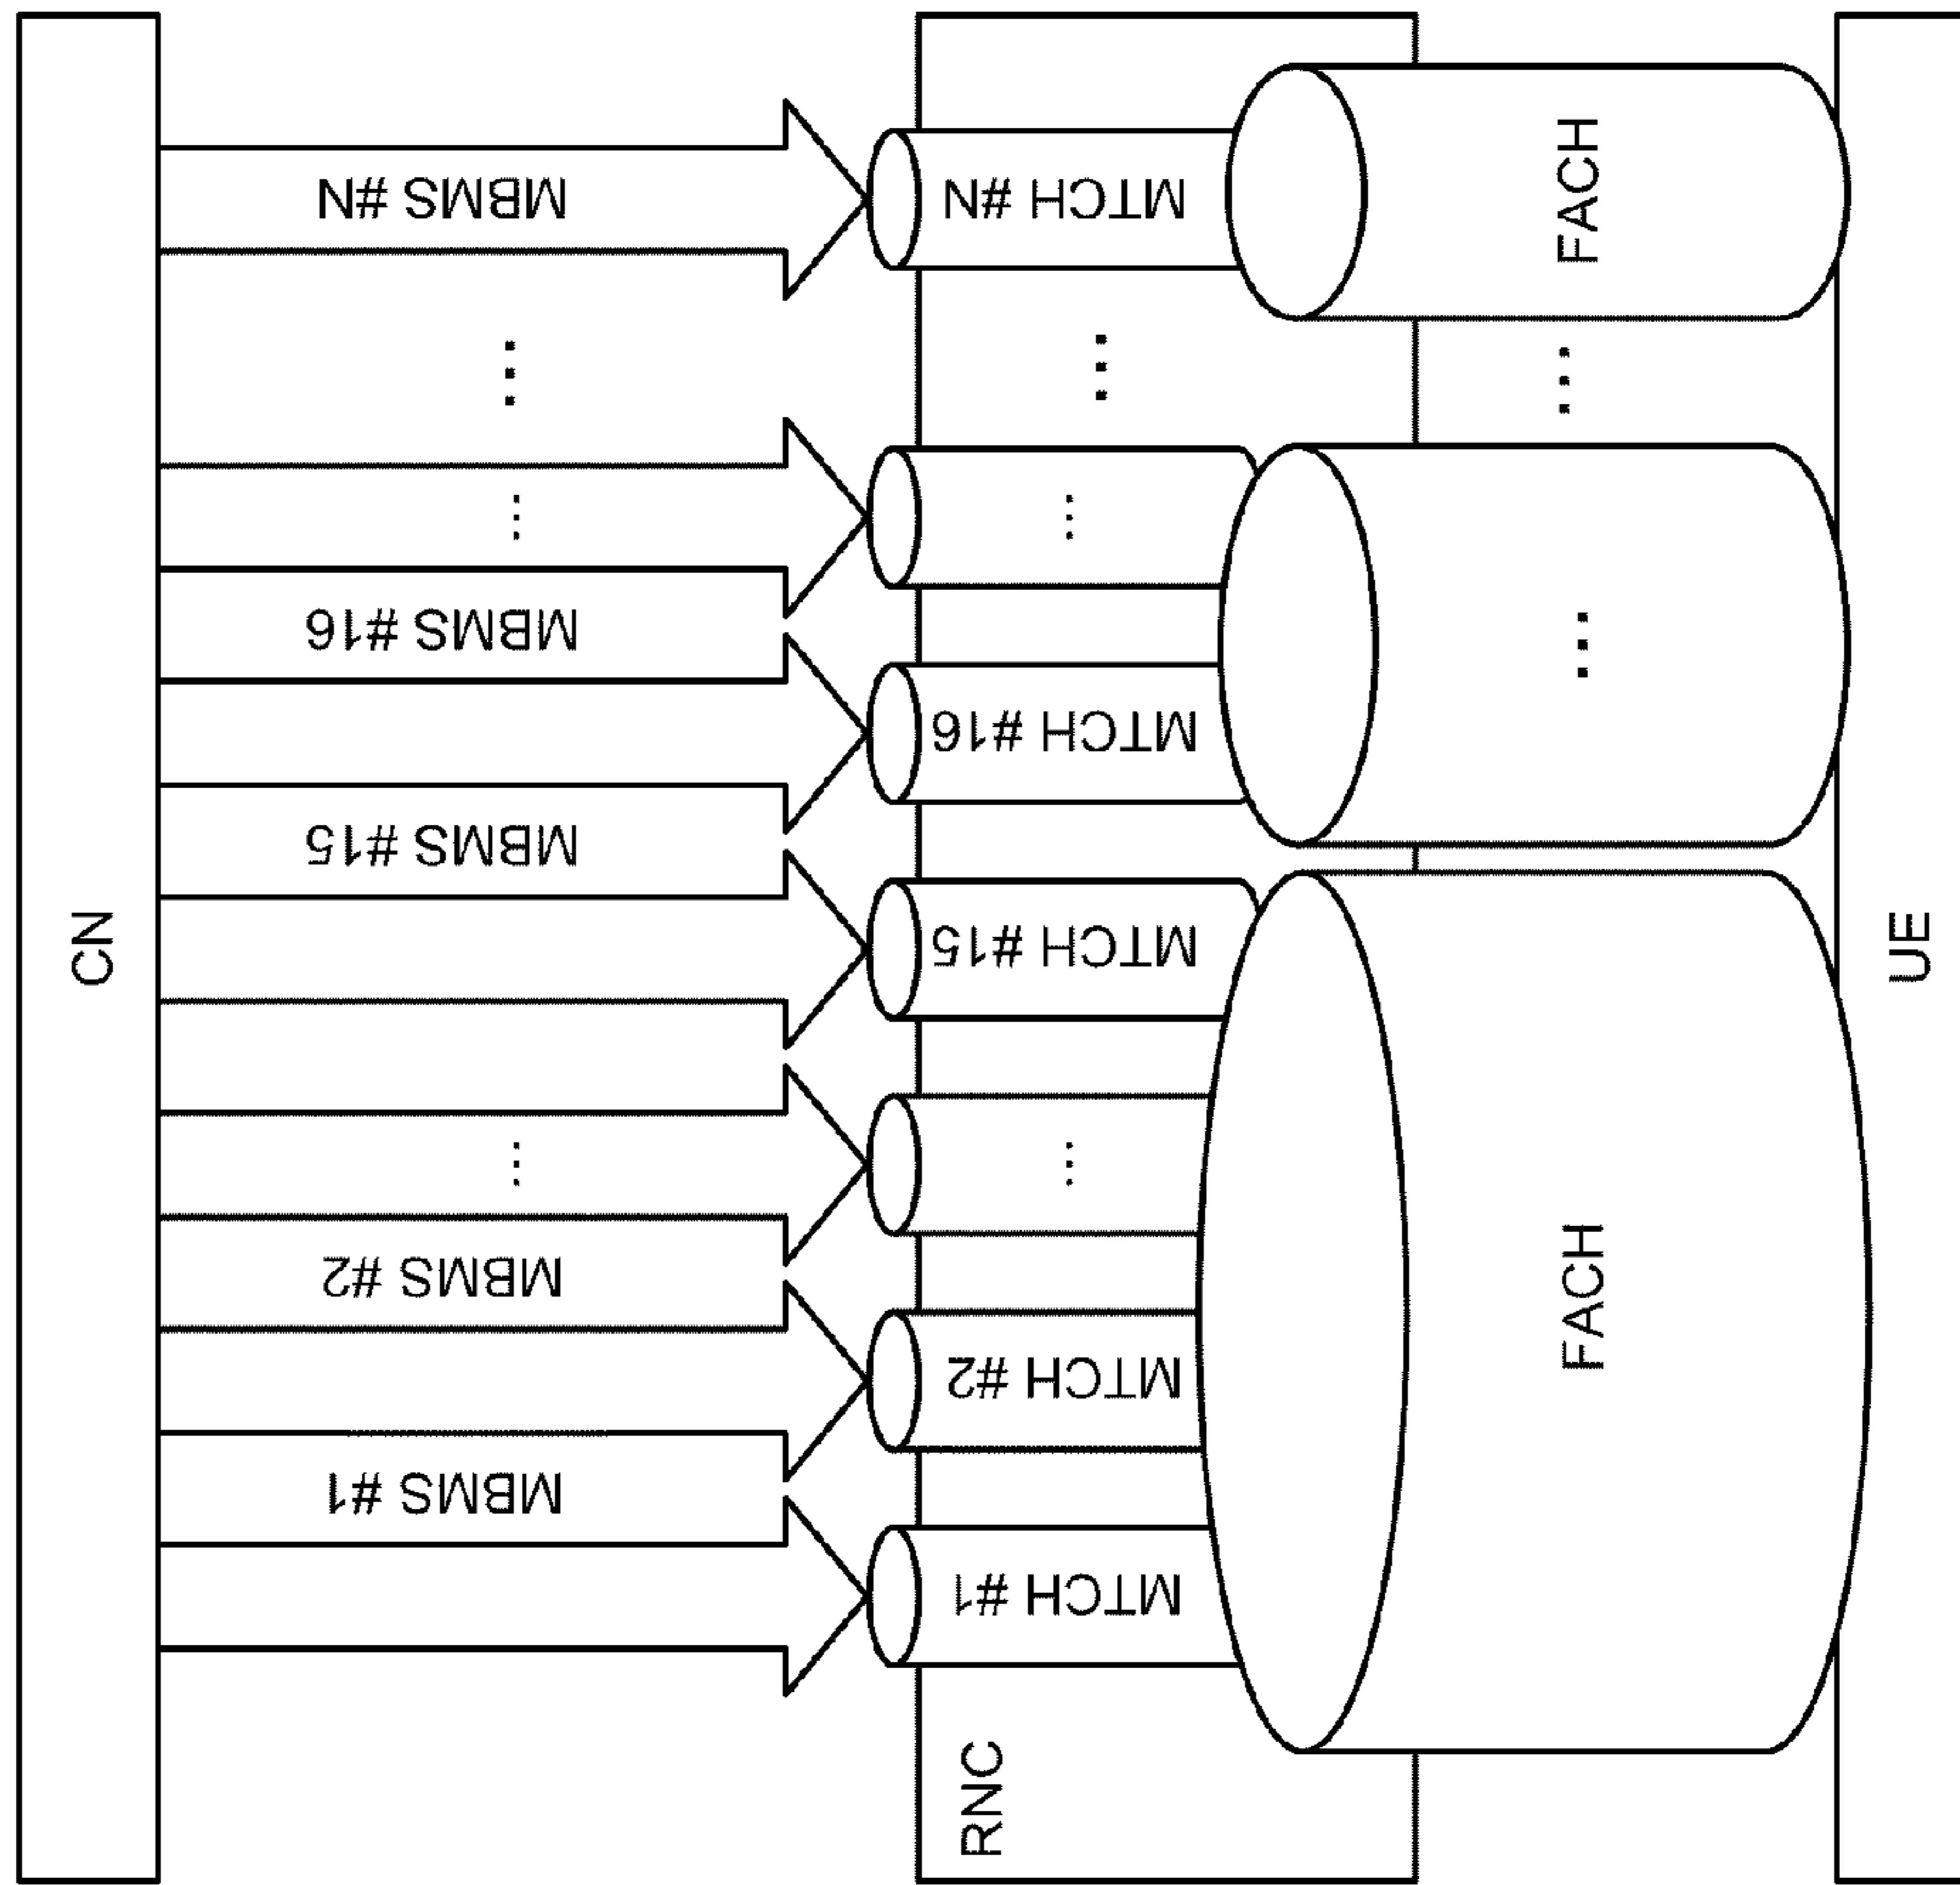 CN
MBMS #1
MBMS #2
...
MBMS #15
MBMS #16
...
...
MBMS #N
RNC
MTCH #1
MTCH #2
...
MTCH #15
MTCH #16
...
...
MTCH #N
FACH
...
...
FACH
UE